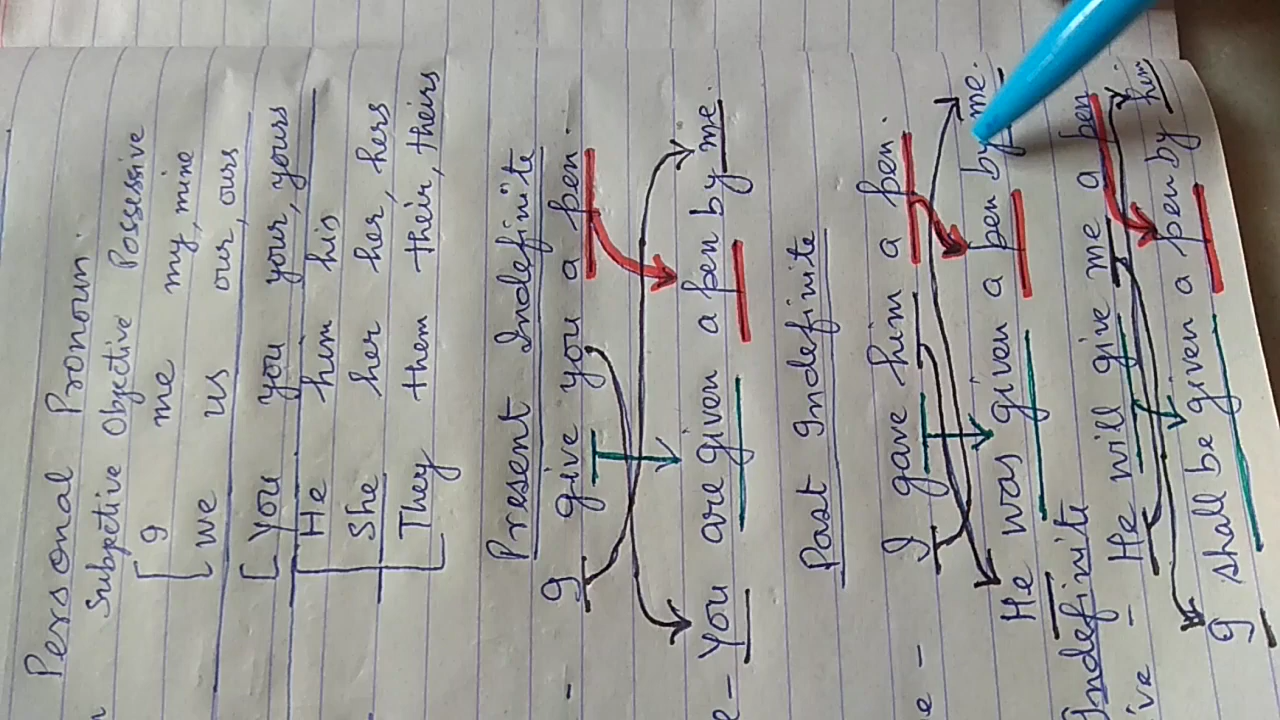 Personal Pronoun.
Subjective Objective Possessive
I me my, mine
we us our, ours
You you your, yours
He him his
She her her, hers
They them their, theirs
Present Indefinite
- I give you a pen.
e- You are given a pen by me.
Past Indefinite
e - I gave him a pen.
He was given a pen by me.
Indefinite
ive - He will give me a pen
I shall be given a pen by him.